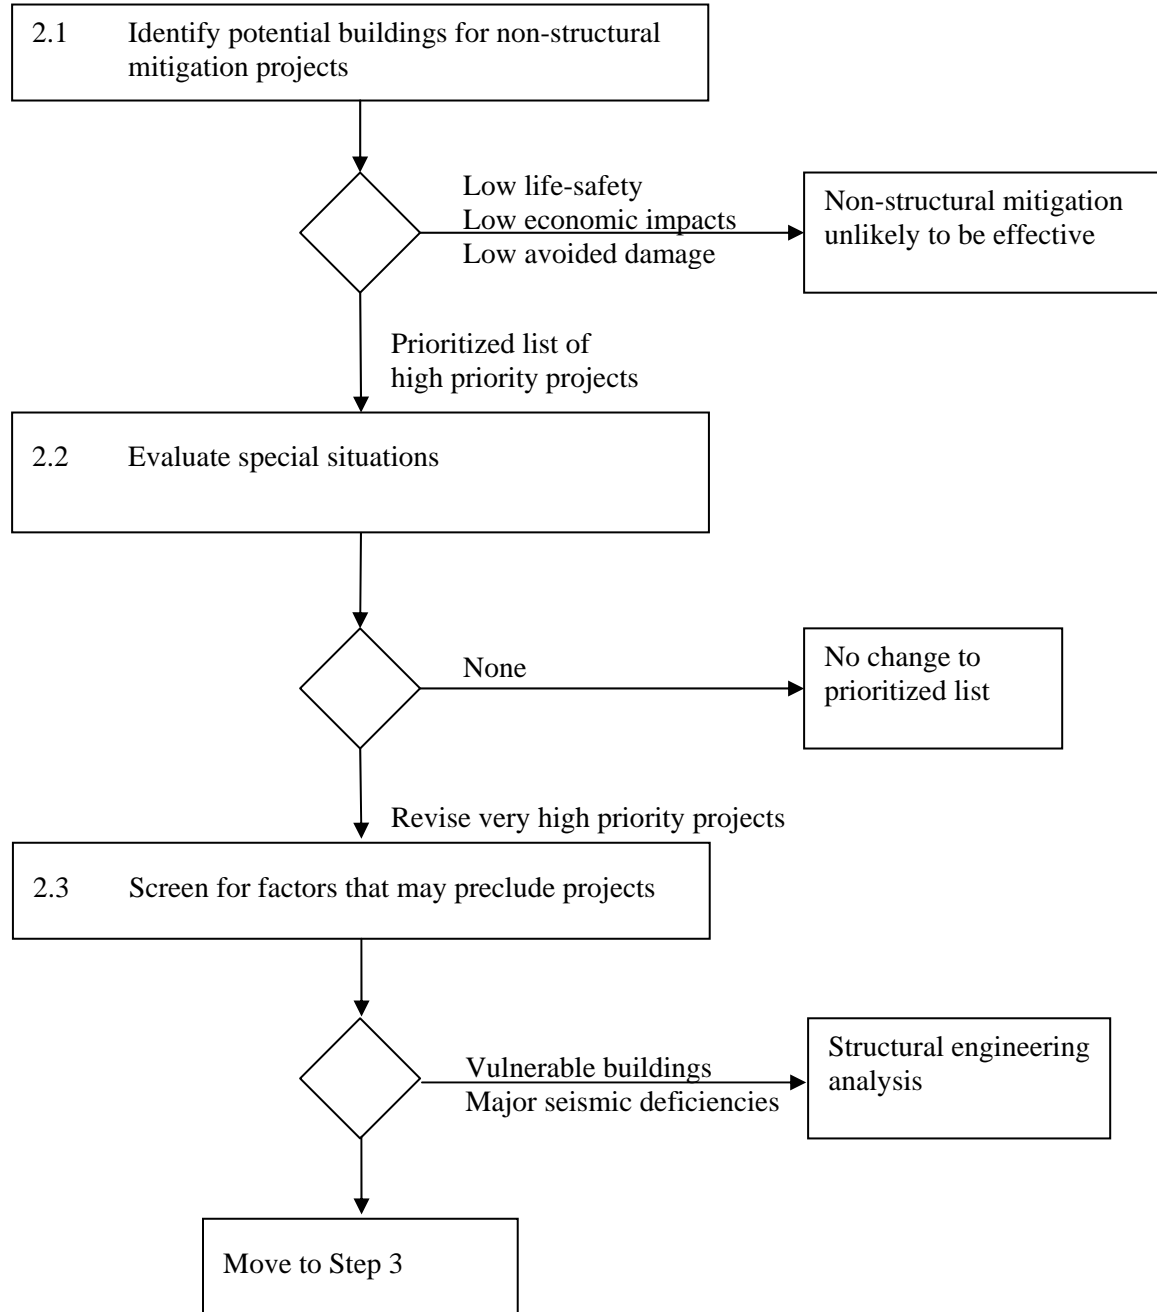 2.1 Identify potential buildings for non-structural
mitigation projects
Low life-safety
Low economic impacts
Low avoided damage
Non-structural mitigation
unlikely to be effective
Prioritized list of
high priority projects
2.2 Evaluate special situations
None
No change to
prioritized list
Revise very high priority projects
2.3 Screen for factors that may preclude projects
Vulnerable buildings
Major seismic deficiencies
Structural engineering
analysis
Move to Step 3